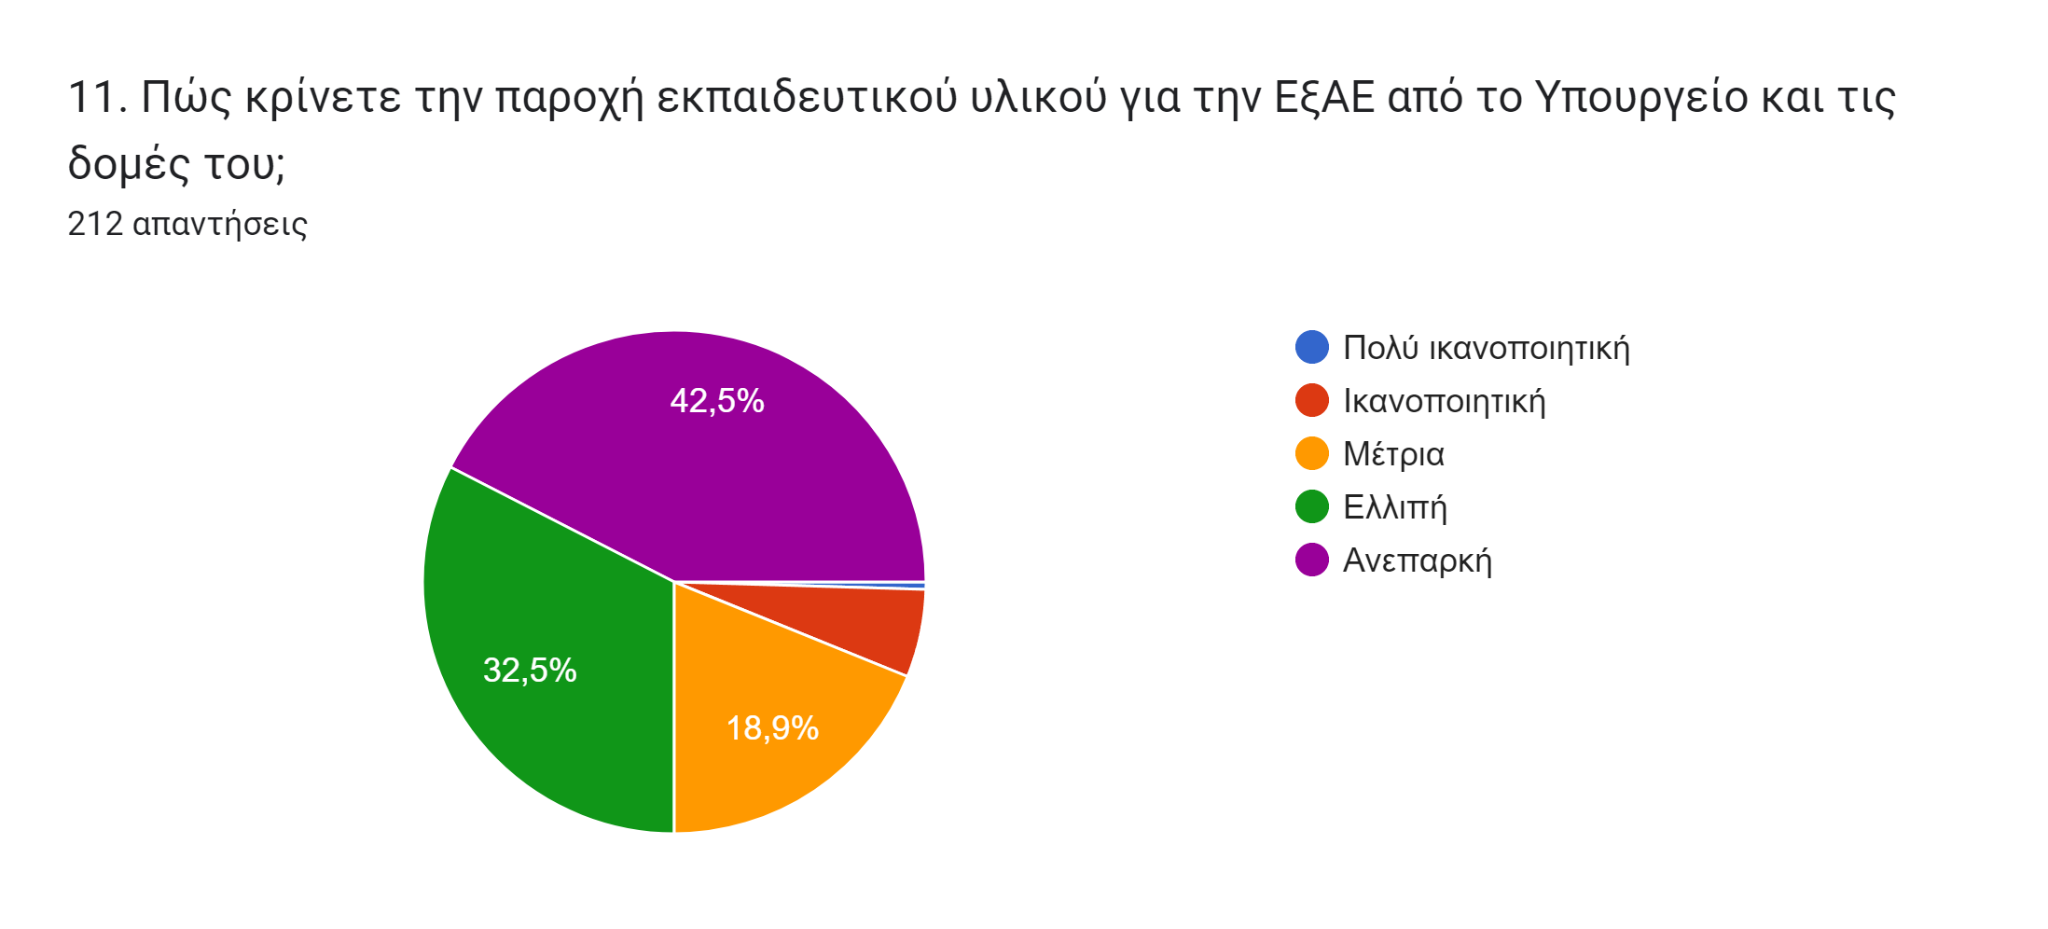 11. Πώς κρίνετε την παροχή εκπαιδευτικού υλικού για την ΕξΑΕ από το Υπουργείο και τις
δομές του;
212 απαντήσεις
42,5%
32,5%
18,9%
Πολύ ικανοποιητική
Ικανοποιητική
Μέτρια
Ελλιπή
Ανεπαρκή